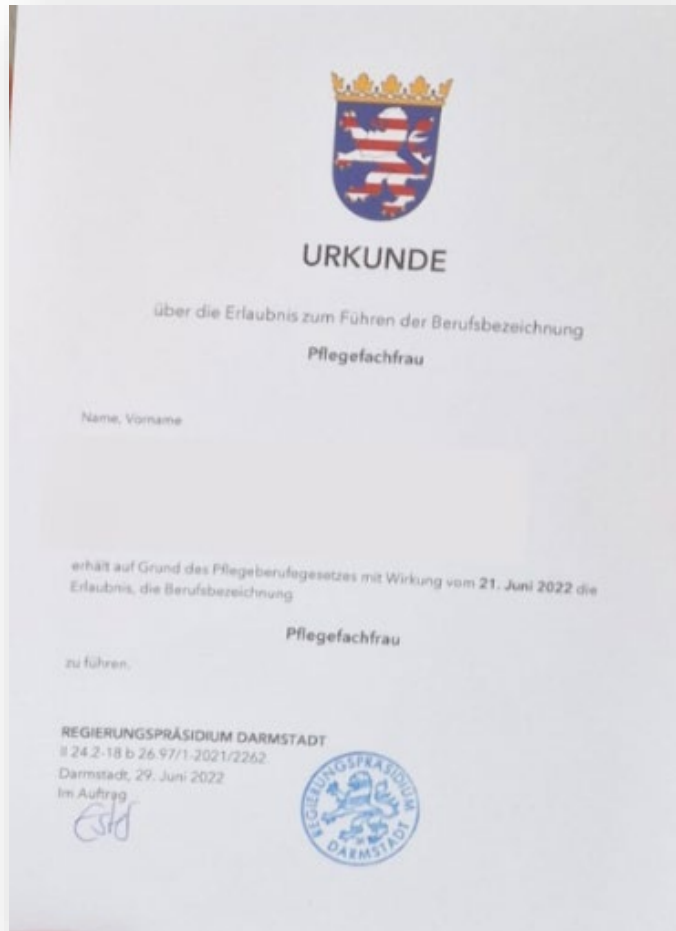 URKUNDE
über die Erlaubnis zum Führen der Berufsbezeichnung
Pflegefachfrau
Name, Vorname
erhält auf Grund des Pflegeberufegesetzes mit Wirkung vom 21. Juni 2022 die
Erlaubnis, die Berufsbezeichnung
Pflegefachfrau
zu führen.
REGIERUNGSPRÄSIDIUM DARMSTADT
II 24.2-18 b 26.97/1-2021/2262
Darmstadt, 29. Juni 2022
Im Auftrag
REGIERUNGSPRÄSIDIUM
DARMSTADT